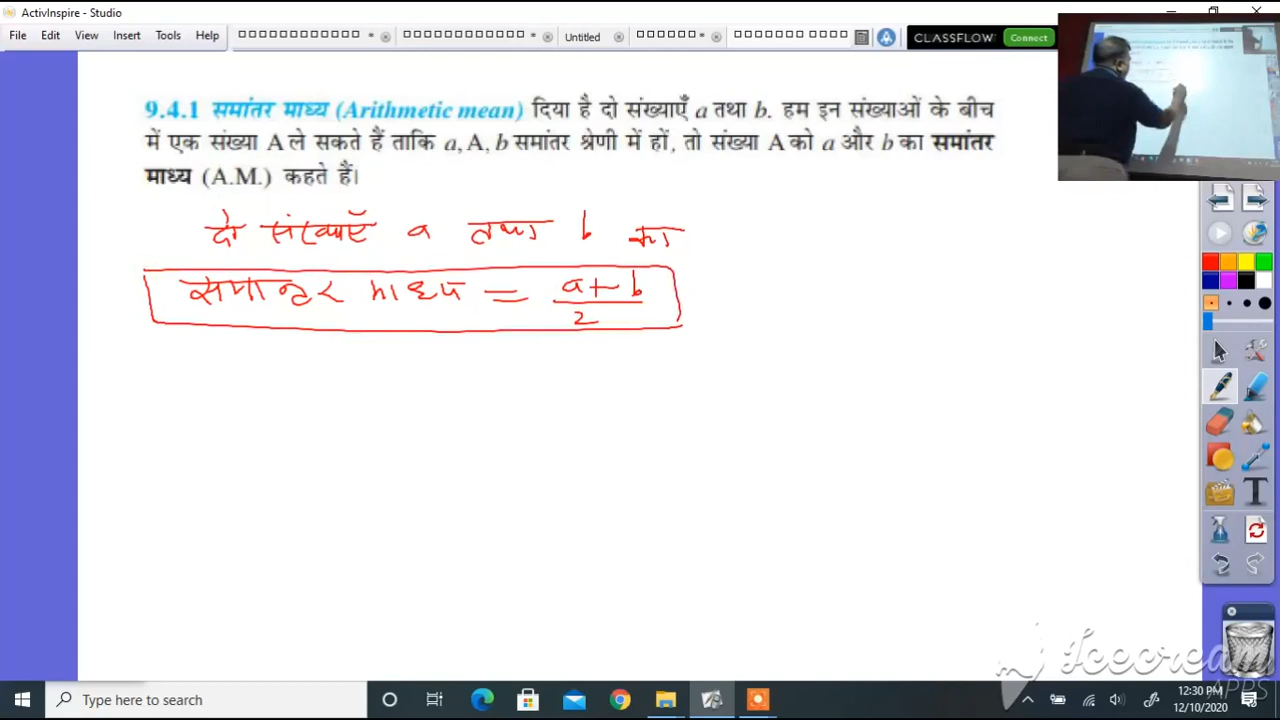 ActivInspire - Studio
File Edit View Insert Tools Help Untitled CLASSFLOW Connect
9.4.1 समांतर माध्य (Arithmetic mean) दिया है दो संख्याएँ a तथा b. हम इन संख्याओं के बीच
में एक संख्या A ले सकते हैं ताकि a, A, b समांतर श्रेणी में हों, तो संख्या A को a और b का समांतर
माध्य (A.M.) कहते हैं।
दो संख्याएँ a तथा b का
समान्तर माध्य = a+b
2
Icecream
APPS
Type here to search
12:30 PM
12/10/2020